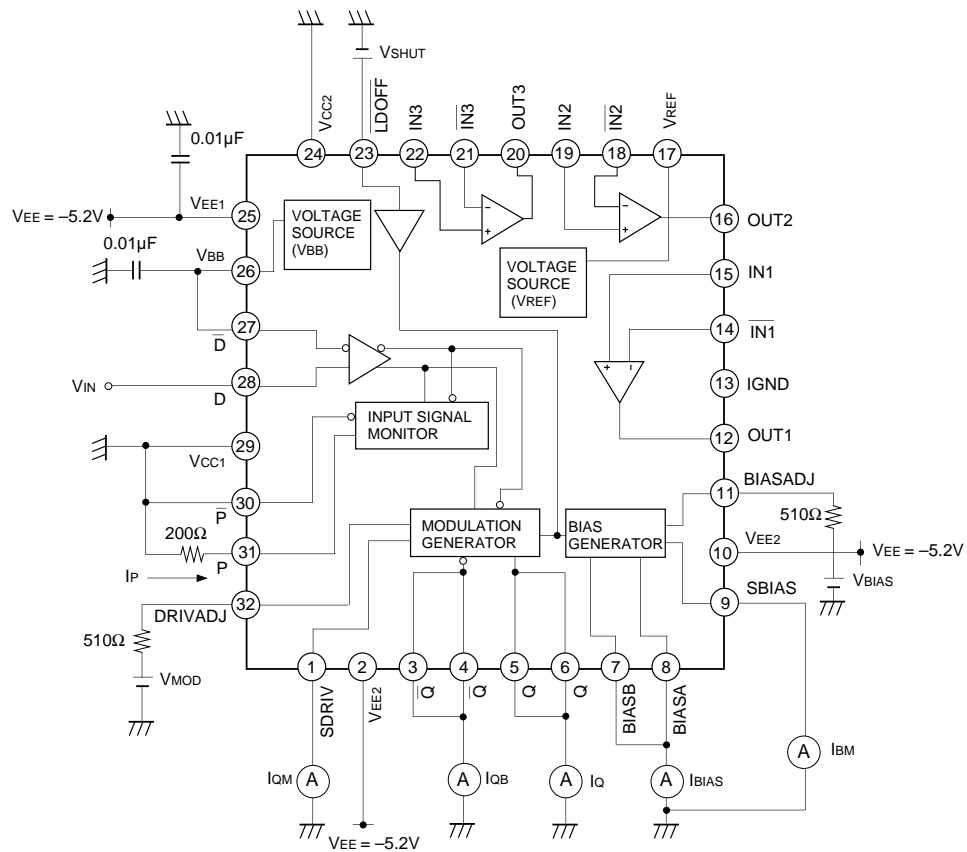 VSHUT
VCC2
LDOFF
IN3
IN3
OUT3
IN2
IN2
VREF
0.01µF
24
23
22
21
20
19
18
17
VEE = –5.2V
VEE1
25
VOLTAGE
SOURCE
(VBB)
–
+
–
+
16
OUT2
0.01µF
VBB
26
VOLTAGE
SOURCE
(VREF)
15
IN1
27
D
14
IN1
VIN
28
D
+
–
13
IGND
INPUT SIGNAL
MONITOR
29
VCC1
12
OUT1
30
P
11
BIASADJ
510Ω
200Ω
31
P
MODULATION
GENERATOR
BIAS
GENERATOR
10
VEE2
VEE = –5.2V
IP
VBIAS
32
DRIVADJ
9
SBIAS
510Ω
VMOD
1
2
3
4
5
6
7
8
SDRIV
VEE2
Q
Q
Q
Q
BIASB
BIASA
IQM
A
A
IQB
A
IQ
A
IBIAS
A
IBM
VEE = –5.2V